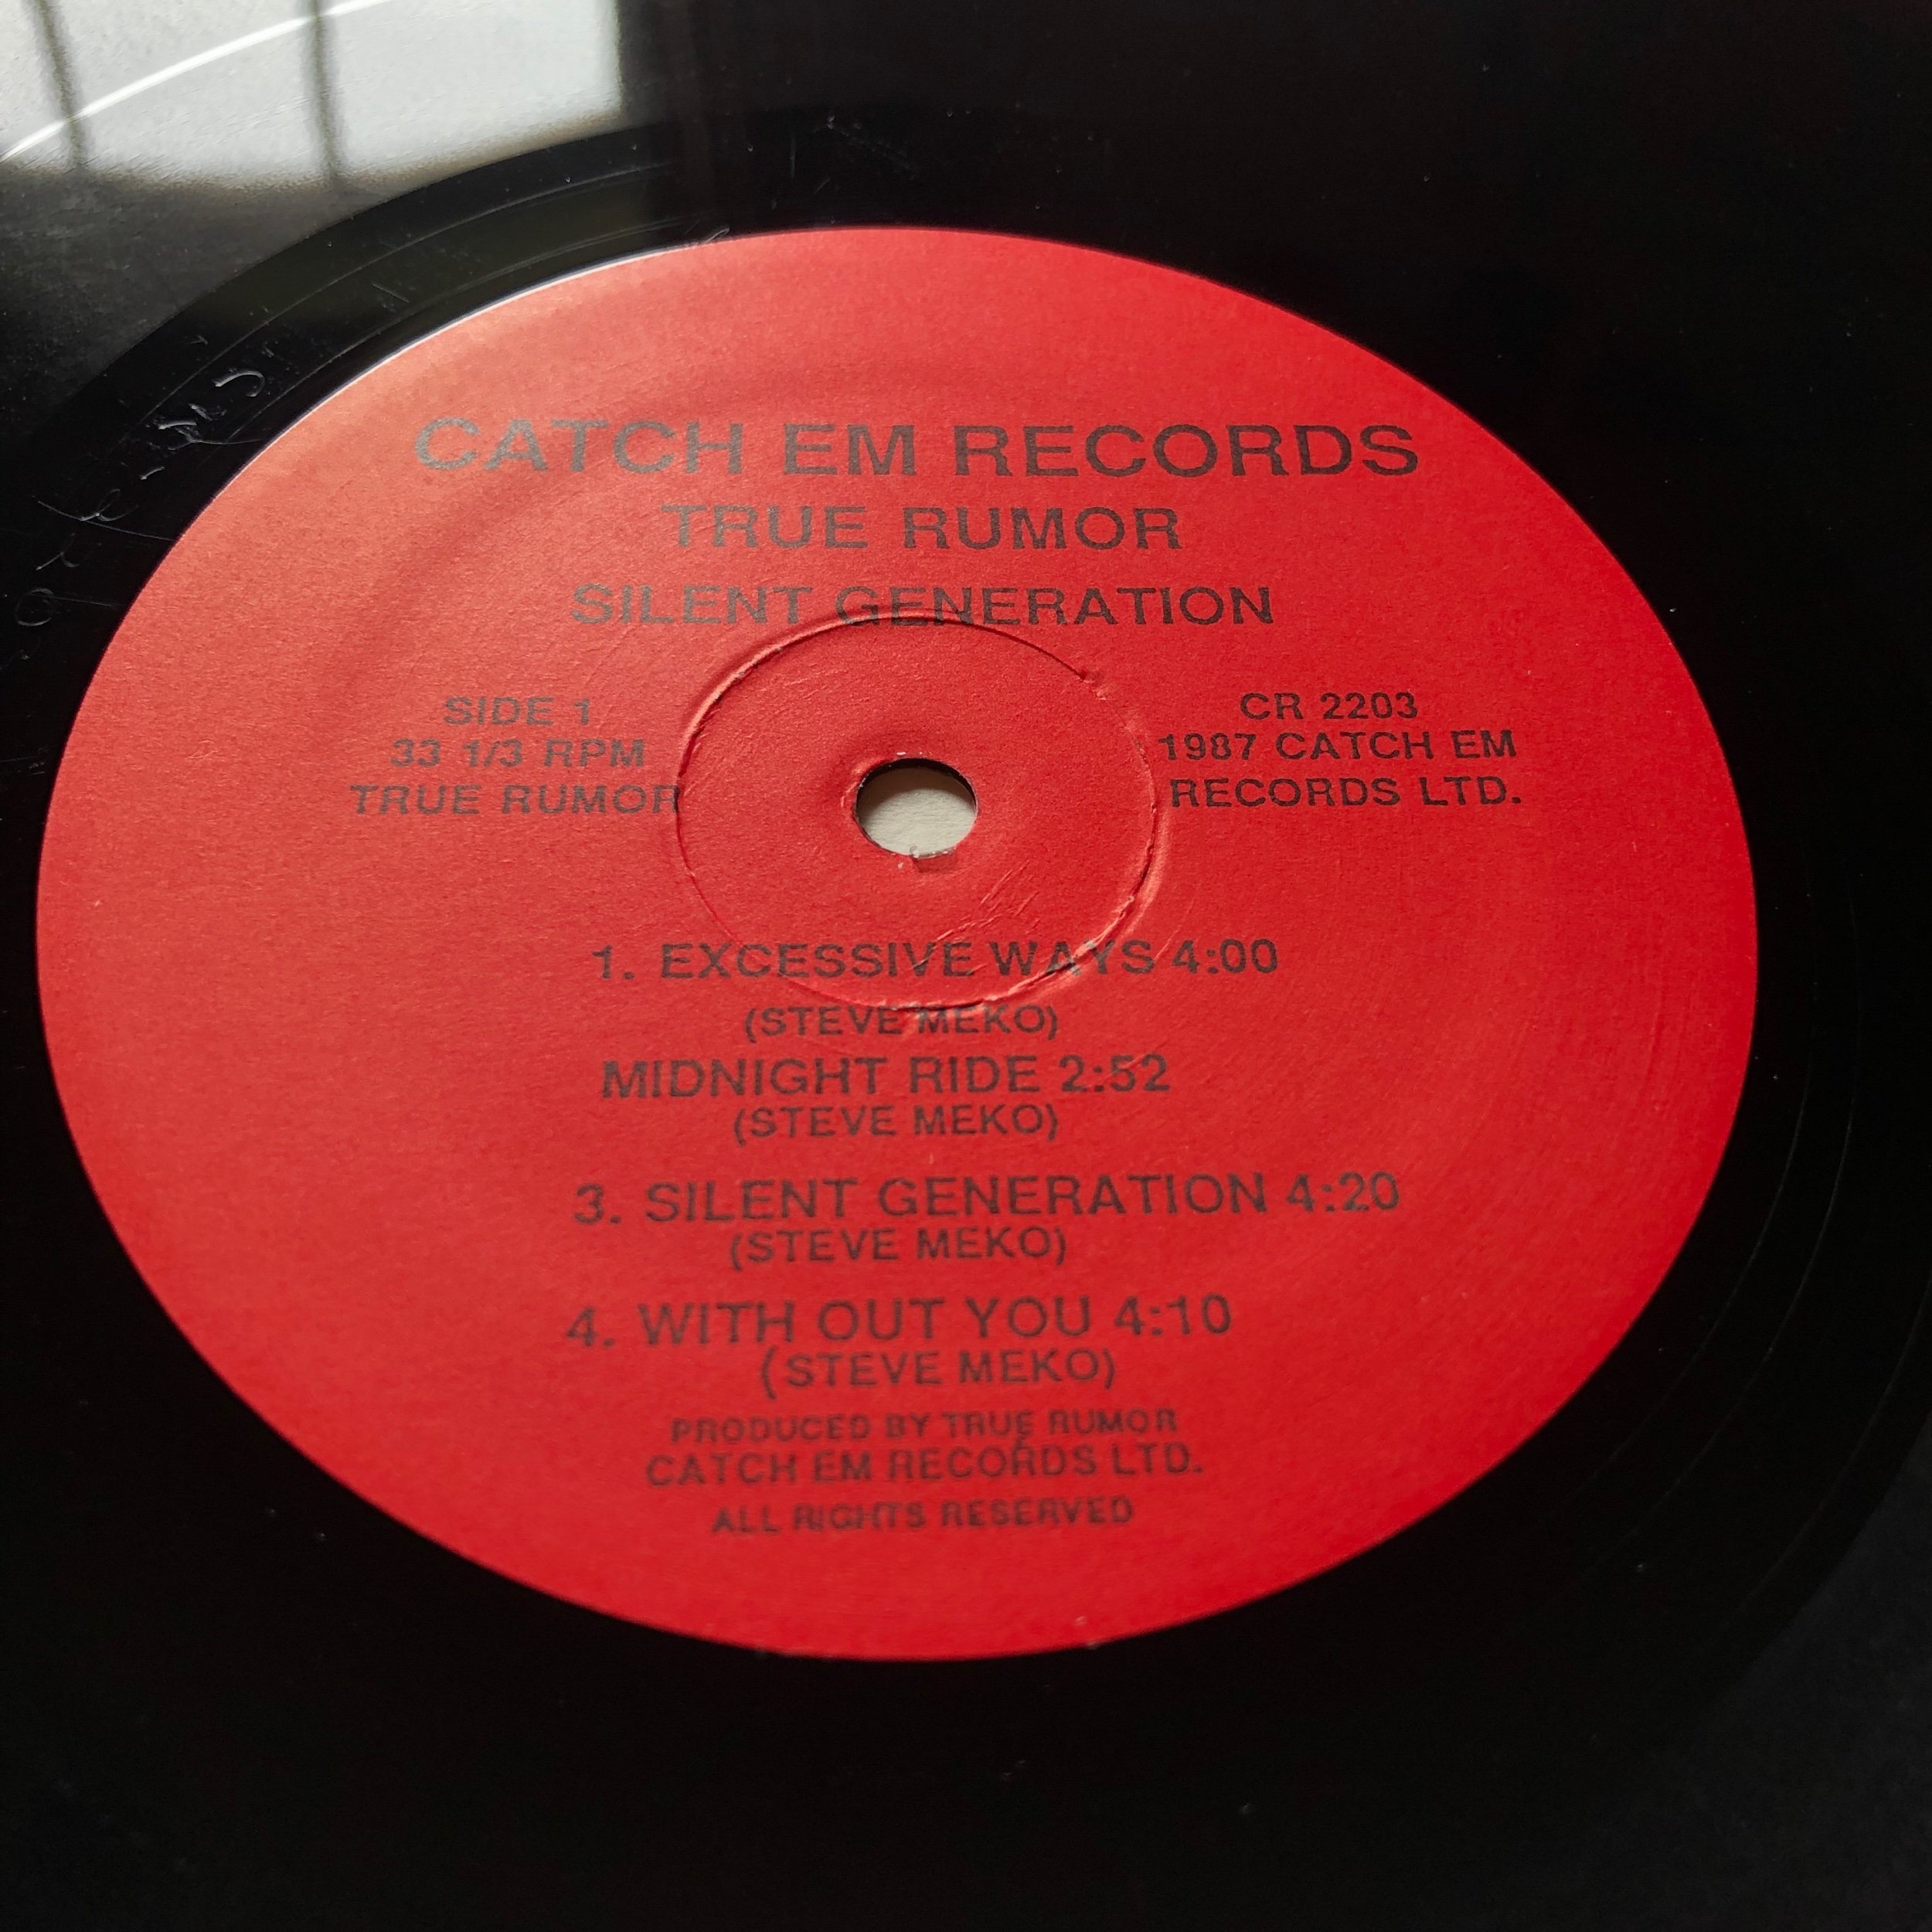 CATCH EM RECORDS
TRUE RUMOR
SILENT GENERATION
SIDE 1
33 1/3 RPM
TRUE RUMOR
CR 2203
1987 CATCH EM
RECORDS LTD.
1. EXCESSIVE WAYS 4:00
(STEVE MEKO)
MIDNIGHT RIDE 2:52
(STEVE MEKO)
3. SILENT GENERATION 4:20
(STEVE MEKO)
4. WITH OUT YOU 4:10
(STEVE MEKO)
PRODUCED BY TRUE RUMOR
CATCH EM RECORDS LTD.
ALL RIGHTS RESERVED